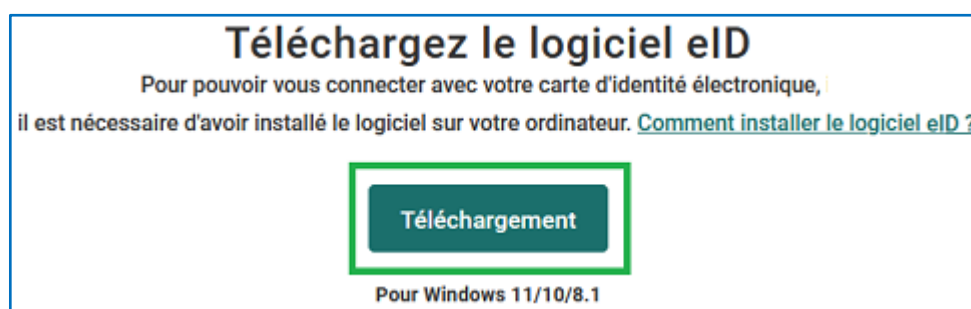 Téléchargez le logiciel eID
Pour pouvoir vous connecter avec votre carte d'identité électronique,
il est nécessaire d'avoir installé le logiciel sur votre ordinateur. Comment installer le logiciel eID ?
Téléchargement
Pour Windows 11/10/8.1